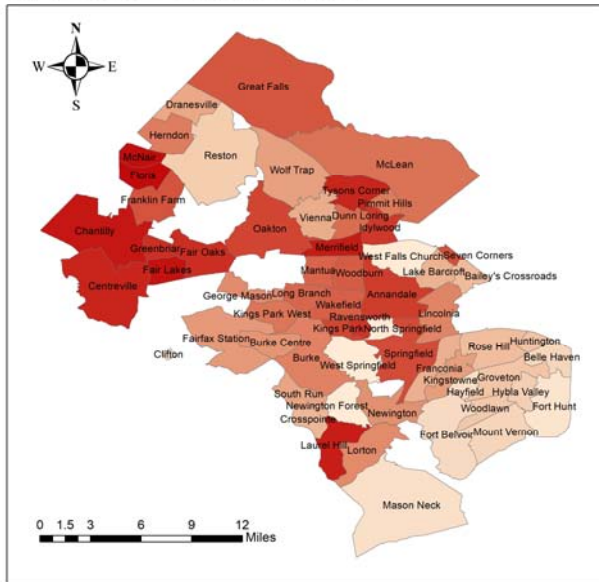 N
W E
S
Great Falls
Dranesville
Herndon
Reston
McNair
Floris
Wolf Trap
McLean
Tysons Corner
Pimmit Hills
Franklin Farm
Vienna
Dunn Loring
Idylwood
Chantilly
Oakton
Greenbriar
Fair Oaks
Merrifield
West Falls Church
Seven Corners
Fair Lakes
Mantua
Woodburn
Lake Barcroft
Bailey's Crossroads
Centreville
George Mason
Long Branch
Annandale
Wakefield
Kings Park West
Ravensworth
Lincolnia
Kings Park
North Springfield
Fairfax Station
Burke Centre
Clifton
Burke
West Springfield
Springfield
Rose Hill
Huntington
Belle Haven
Franconia
Kingstowne
Groveton
South Run
Hayfield
Hybla Valley
Newington Forest
Newington
Woodlawn
Fort Hunt
Crosspointe
Fort Belvoir
Mount Vernon
Laurel Hill
Lorton
Mason Neck
0 1.5 3 6 9 12
Miles